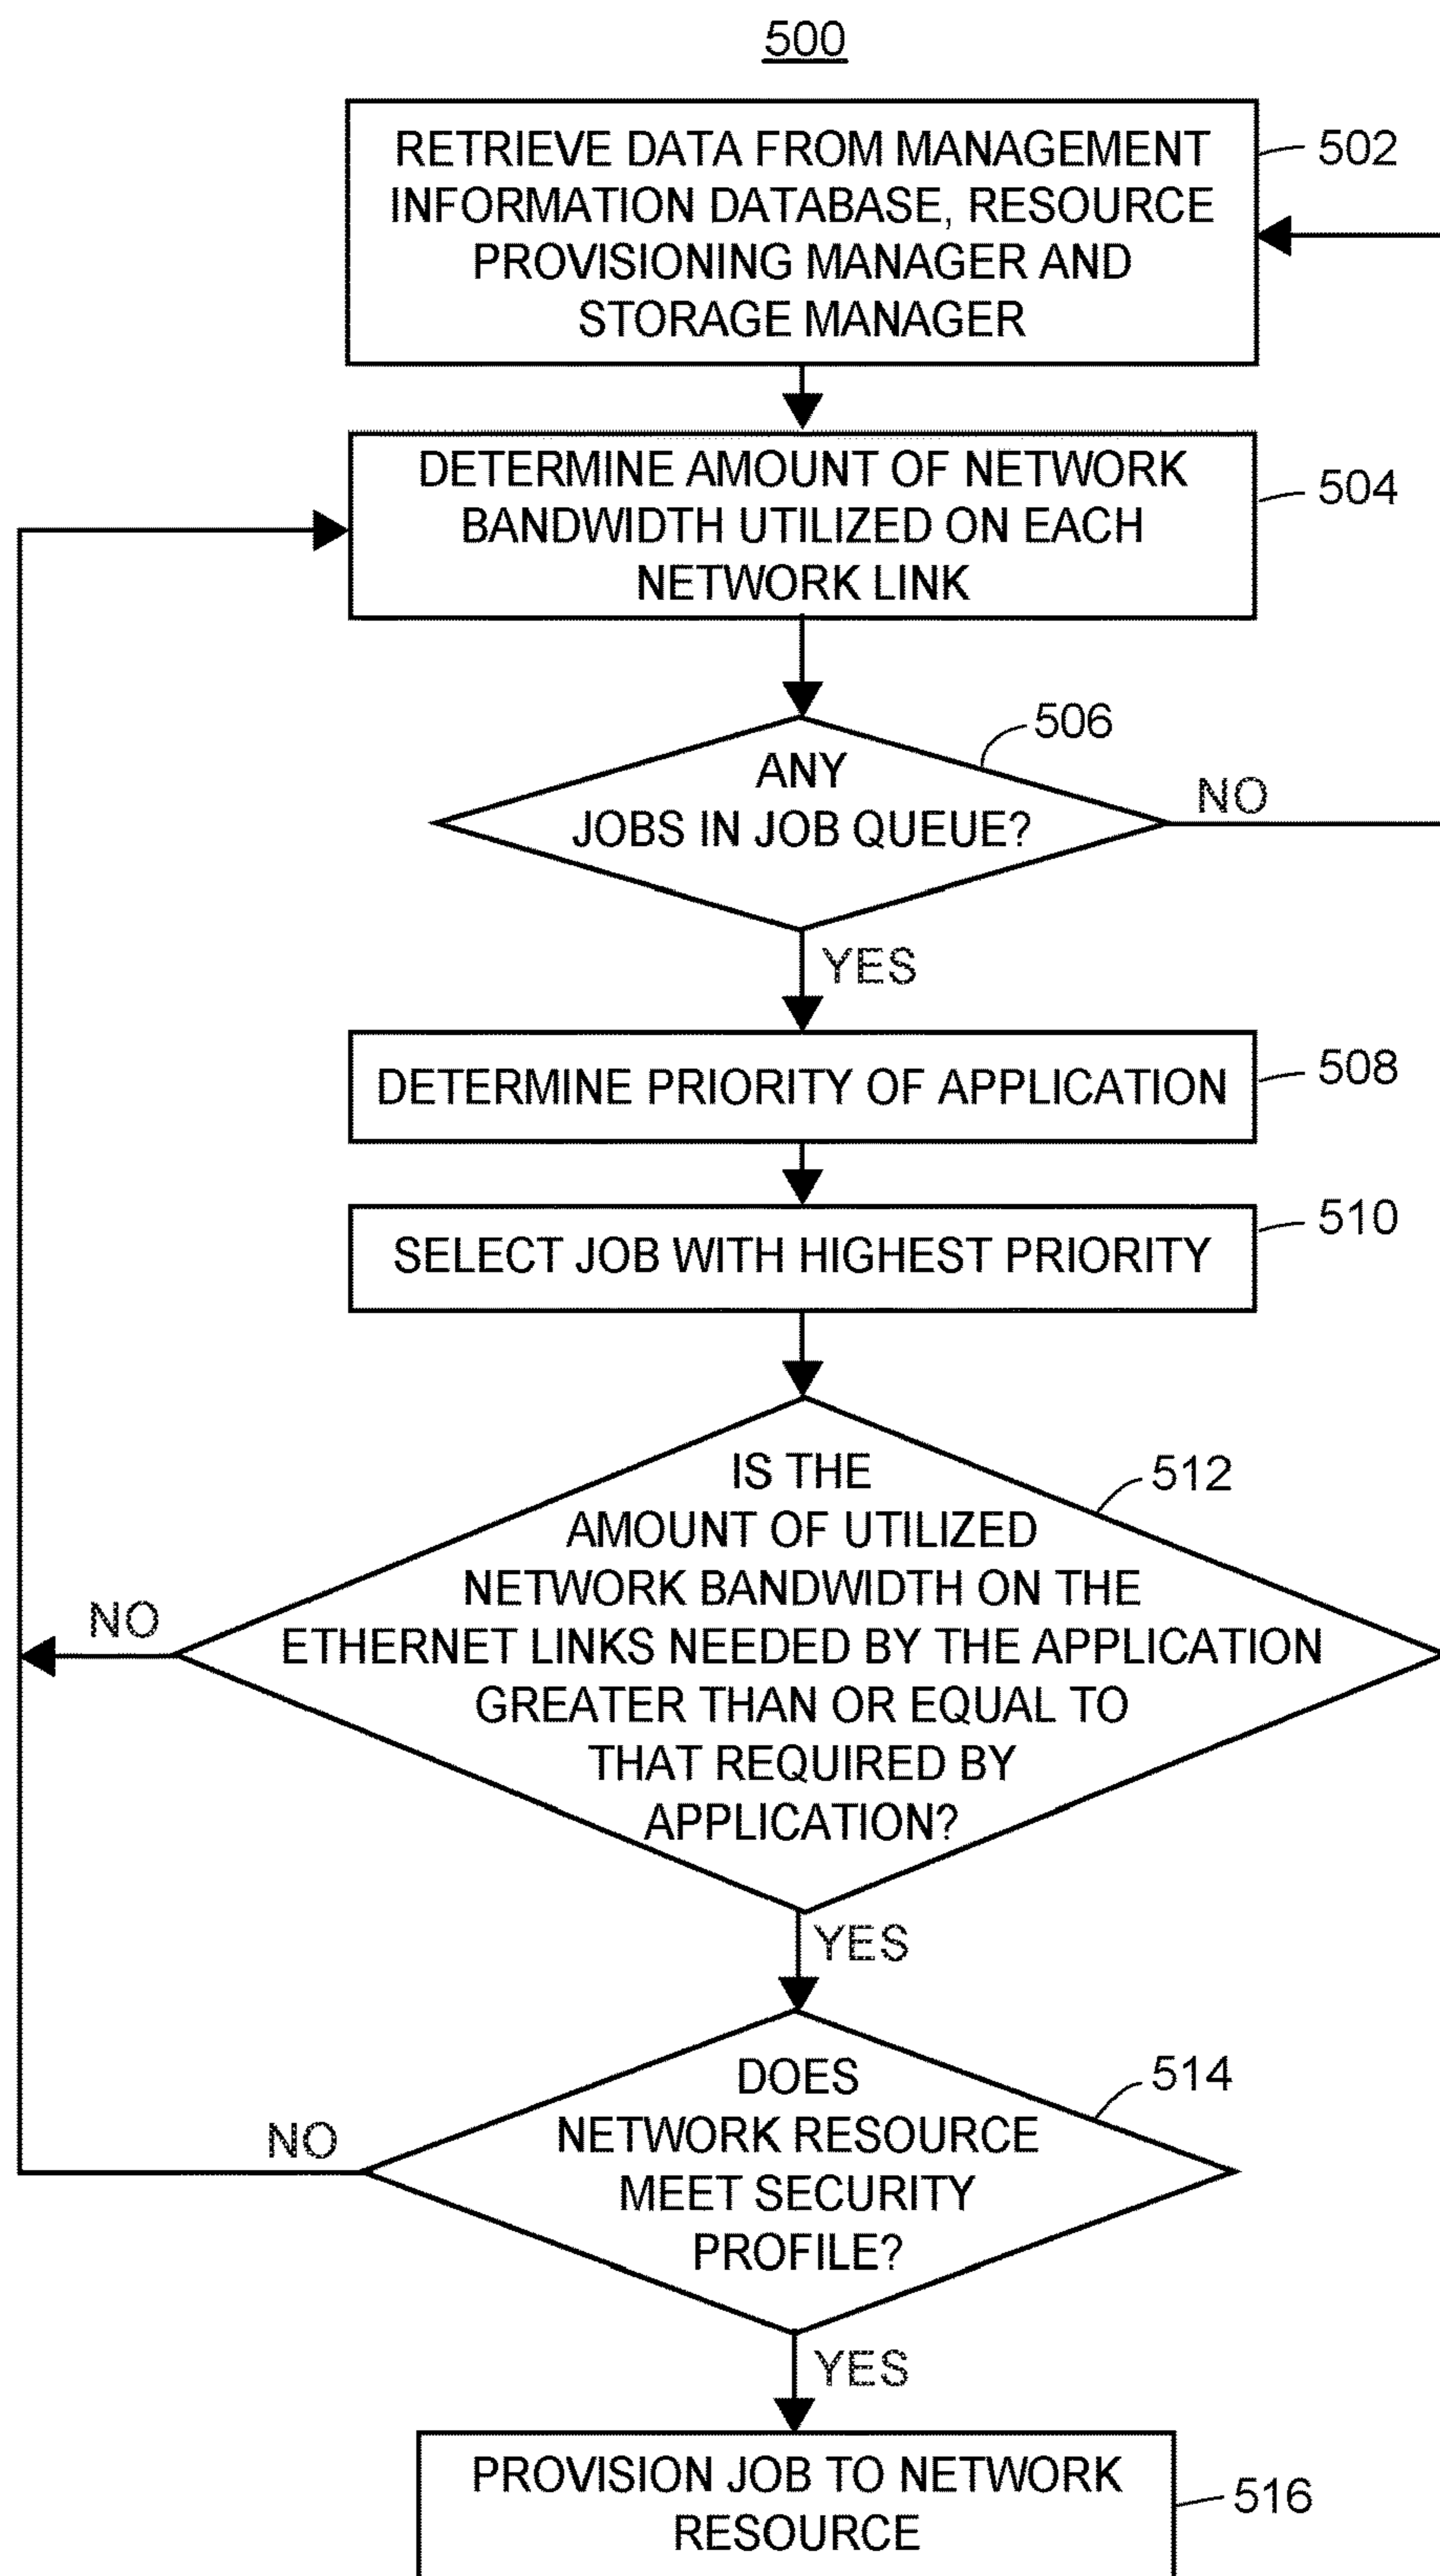 500
RETRIEVE DATA FROM MANAGEMENT
INFORMATION DATABASE, RESOURCE
PROVISIONING MANAGER AND
STORAGE MANAGER
502
DETERMINE AMOUNT OF NETWORK
BANDWIDTH UTILIZED ON EACH
NETWORK LINK
504
506
ANY
JOBS IN JOB QUEUE?
NO
YES
DETERMINE PRIORITY OF APPLICATION
508
SELECT JOB WITH HIGHEST PRIORITY
510
IS THE
AMOUNT OF UTILIZED
NETWORK BANDWIDTH ON THE
ETHERNET LINKS NEEDED BY THE APPLICATION
GREATER THAN OR EQUAL TO
THAT REQUIRED BY
APPLICATION?
512
NO
YES
DOES
NETWORK RESOURCE
MEET SECURITY
PROFILE?
514
NO
YES
PROVISION JOB TO NETWORK
RESOURCE
516